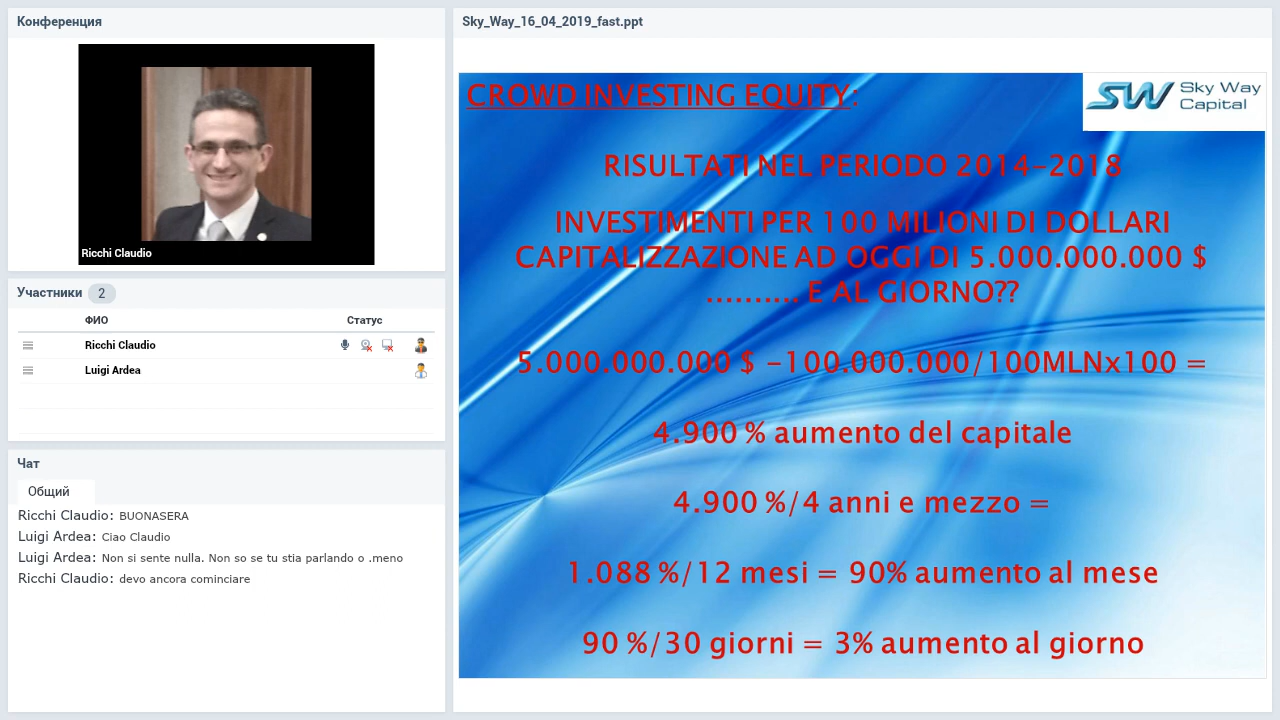 Конференция
Ricchi Claudio
Участники 2
ФИО Статус
Ricchi Claudio
Luigi Ardea
Чат
Общий
Ricchi Claudio: BUONASERA
Luigi Ardea: Ciao Claudio
Luigi Ardea: Non si sente nulla. Non so se tu stia parlando o .meno
Ricchi Claudio: devo ancora cominciare
Sky_Way_16_04_2019_fast.ppt
CROWD INVESTING EQUITY:
SW Sky Way
Capital
RISULTATI NEL PERIODO 2014-2018
INVESTIMENTI PER 100 MILIONI DI DOLLARI
CAPITALIZZAZIONE AD OGGI DI 5.000.000.000 $
.......... E AL GIORNO??
5.000.000.000 $ -100.000.000/100MLNx100 =
4.900 % aumento del capitale
4.900 %/4 anni e mezzo =
1.088 %/12 mesi = 90% aumento al mese
90 %/30 giorni = 3% aumento al giorno